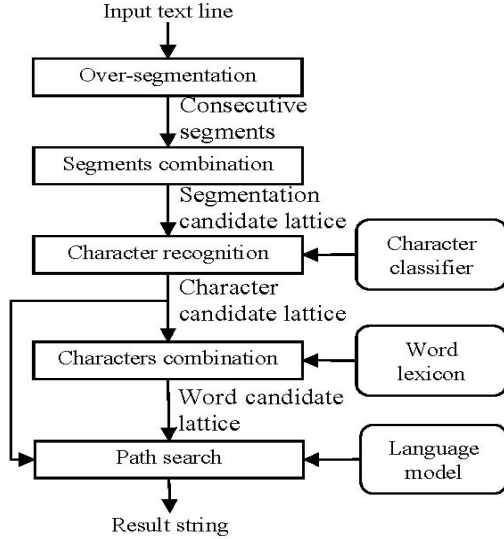 Input text line
Over-segmentation
Consecutive
segments
Segments combination
Segmentation
candidate lattice
Character recognition
Character
classifier
Character
candidate lattice
Characters combination
Word
lexicon
Word candidate
lattice
Path search
Language
model
Result string